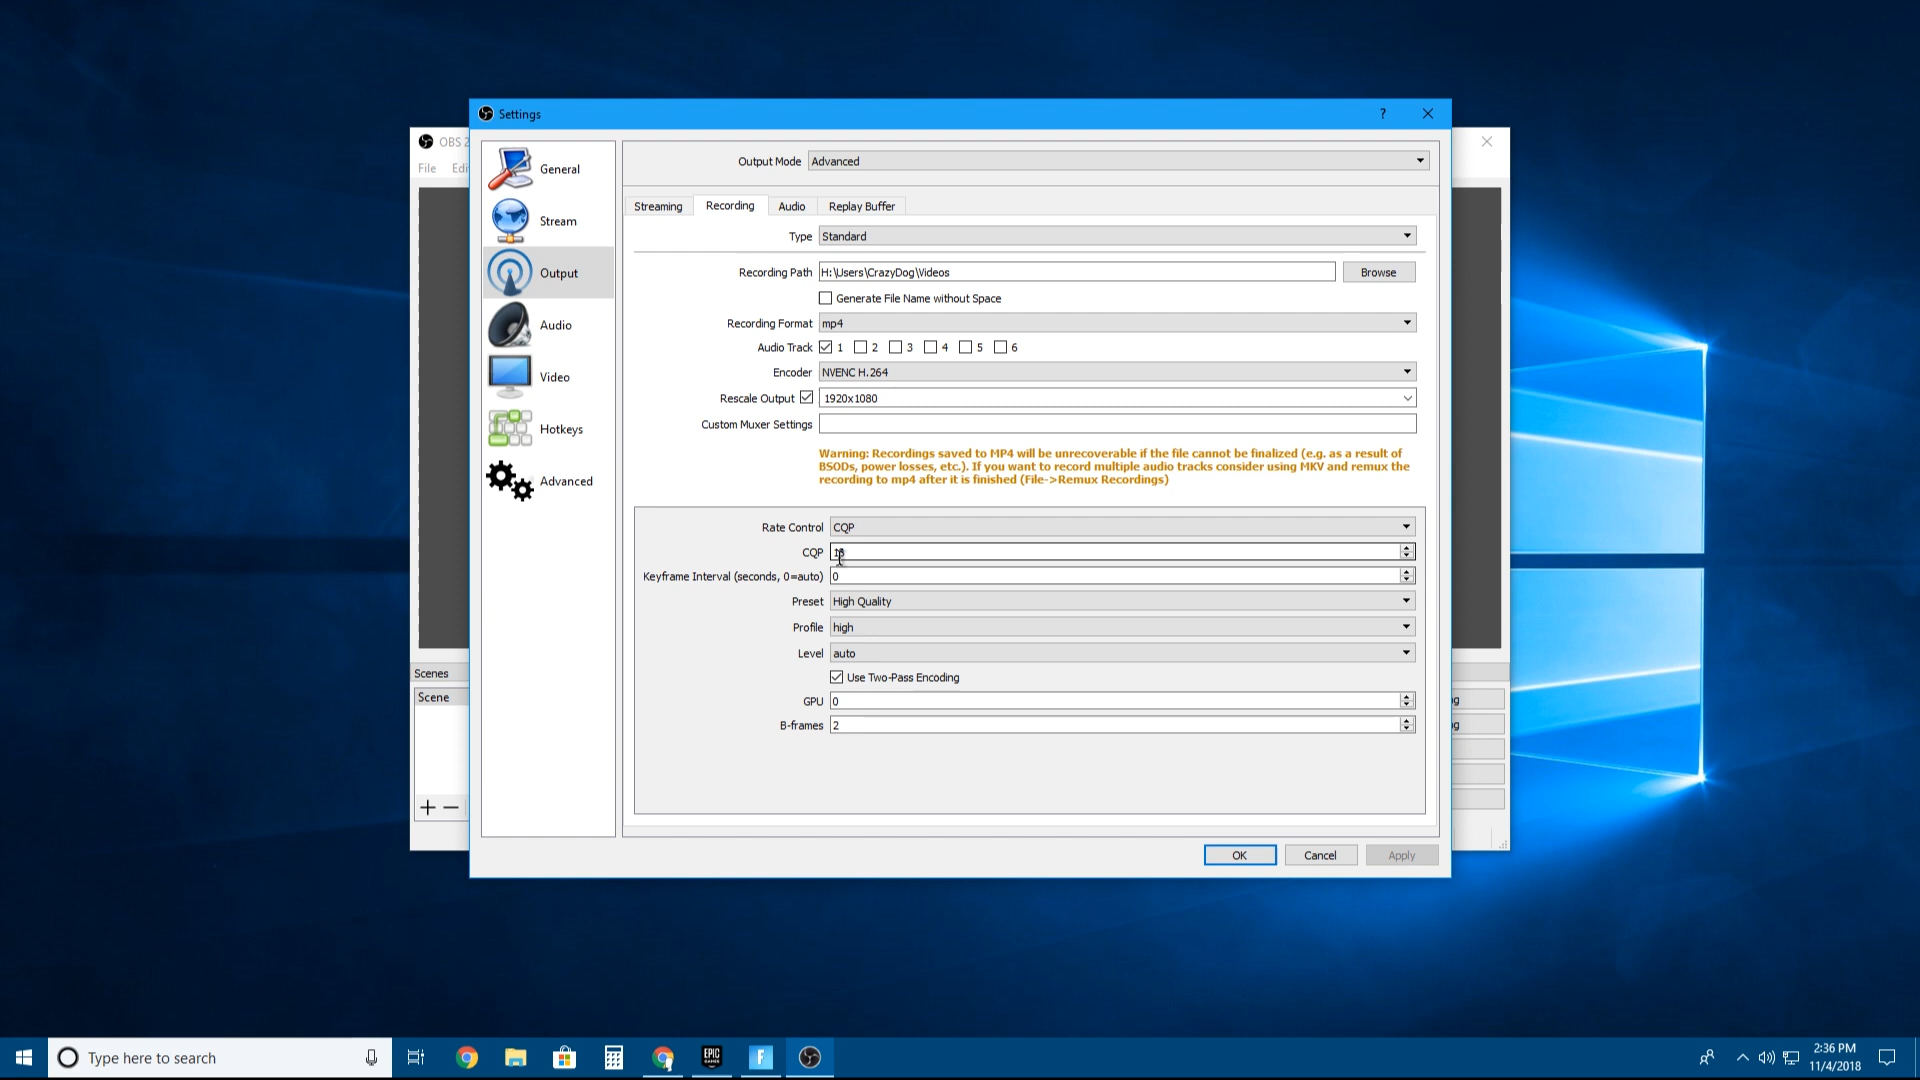 Settings
?
OBS 2
File Edi
General
Stream
Output
Audio
Video
Hotkeys
Advanced
Output Mode Advanced
Streaming Recording Audio Replay Buffer
Type Standard
Recording Path H:\Users\CrazyDog\Videos Browse
Generate File Name without Space
Recording Format mp4
Audio Track 1 2 3 4 5 6
Encoder NVENC H.264
Rescale Output 1920x1080
Custom Muxer Settings
Warning: Recordings saved to MP4 will be unrecoverable if the file cannot be finalized (e.g. as a result of
BSODs, power losses, etc.). If you want to record multiple audio tracks consider using MKV and remux the
recording to mp4 after it is finished (File->Remux Recordings)
Rate Control CQP
CQP
Keyframe Interval (seconds, 0=auto) 0
Preset High Quality
Profile high
Level auto
Use Two-Pass Encoding
GPU 0
B-frames 2
Scenes
Scene
g
g
OK Cancel Apply
Type here to search
EPIC
GAMES
F
2:36 PM
11/4/2018